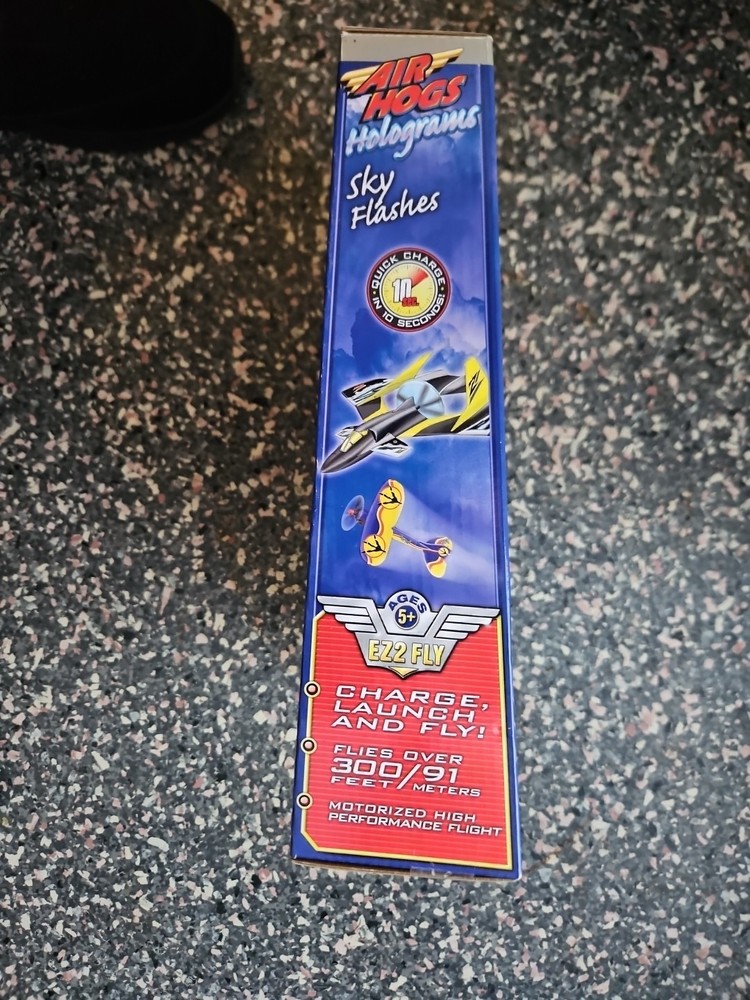 AIR
HOGS
Holograms
Sky
Flashes
QUICK CHARGE
10
SEC.
IN 10 SECONDS!
AGES
5+
EZ2 FLY
CHARGE,
LAUNCH,
AND FLY!
FLIES OVER
300/91
FEET/METERS
MOTORIZED HIGH
PERFORMANCE FLIGHT